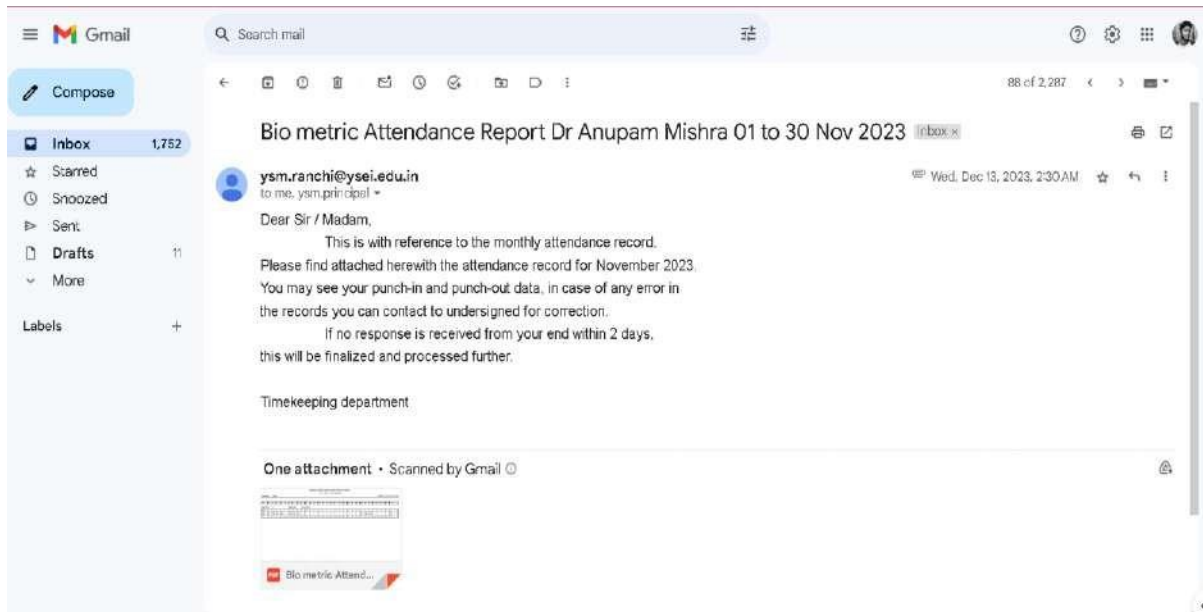 Gmail
Search mail
Compose
88 of 2,287
Inbox 1,752
Starred
Snoozed
Sent
Drafts 11
More
Labels +
Bio metric Attendance Report Dr Anupam Mishra 01 to 30 Nov 2023 Inbox ×
ysm.ranchi@ysei.edu.in
Wed, Dec 13, 2023, 2:30 AM
to me, ysm.principal
Dear Sir / Madam,
This is with reference to the monthly attendance record.
Please find attached herewith the attendance record for November 2023.
You may see your punch-in and punch-out data, in case of any error in
the records you can contact to undersigned for correction.
If no response is received from your end within 2 days,
this will be finalized and processed further.
Timekeeping department
One attachment • Scanned by Gmail
PDF Bio metric Attend...